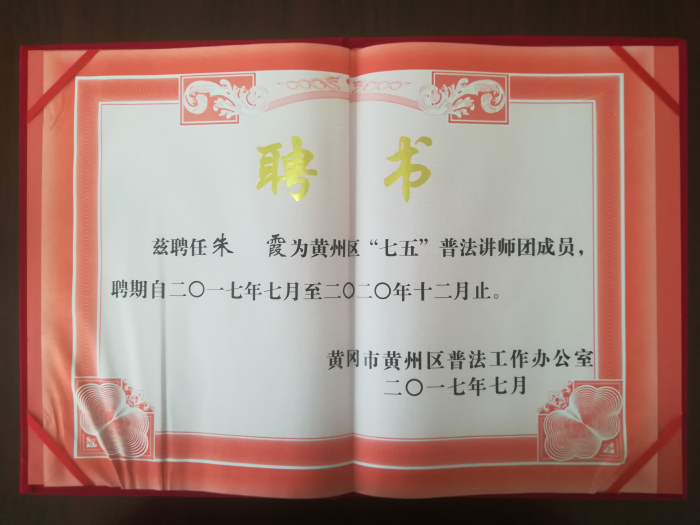 聘 书
兹聘任朱 霞为黄州区“七五”普法讲师团成员，
聘期自二〇一七年七月至二〇二〇年十二月止。
黄冈市黄州区普法工作办公室
二〇一七年七月